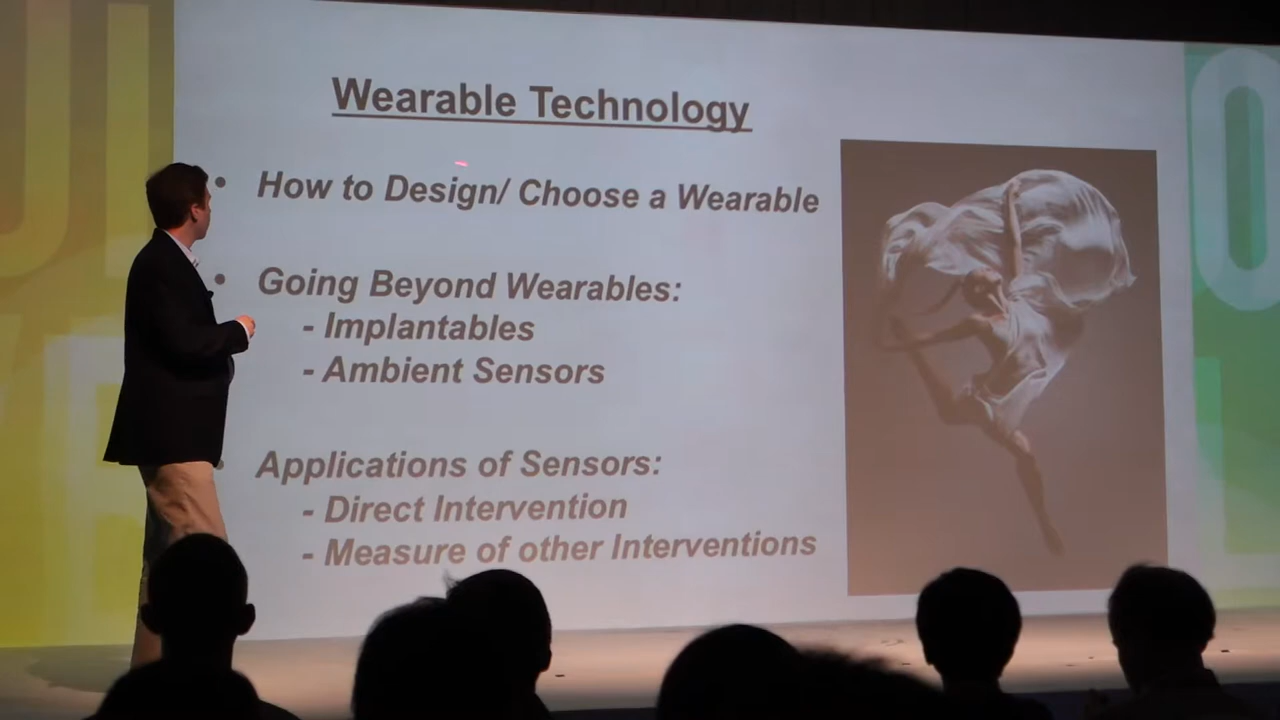 Wearable Technology
• How to Design/ Choose a Wearable
• Going Beyond Wearables:
- Implantables
- Ambient Sensors
• Applications of Sensors:
- Direct Intervention
- Measure of other Interventions